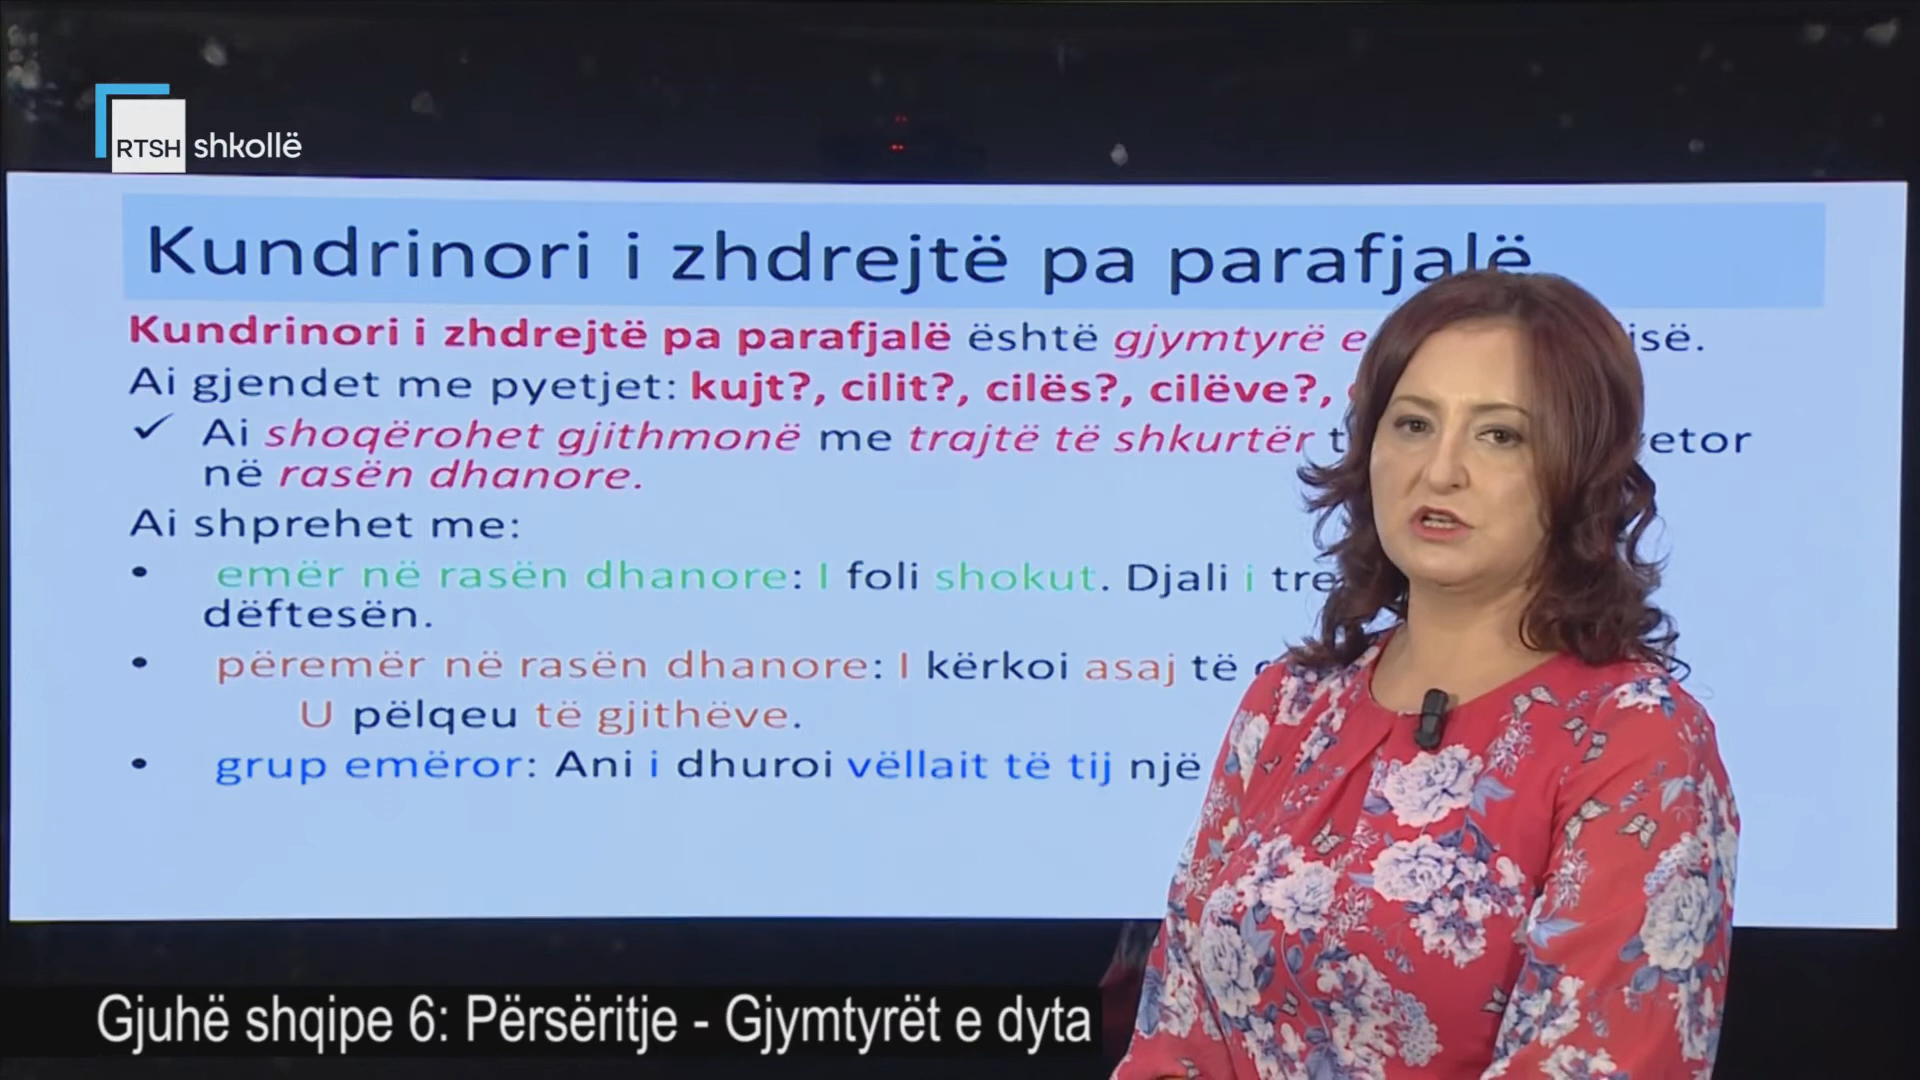 RTSH shkollë
Kundrinori i zhdrejtë pa parafjalë
Kundrinori i zhdrejtë pa parafjalë është gjymtyrë e
Ai gjendet me pyetjet: kujt?, cilit?, cilës?, cilëve?,
✓ Ai shoqërohet gjithmonë me trajtë të shkurtër
në rasën dhanore.
Ai shprehet me:
• emër në rasën dhanore: I foli shokut. Djali i
dëftesën.
• përemër në rasën dhanore: I kërkoi asaj të
U pëlqeu të gjithëve.
• grup emëror: Ani i dhuroi vëllait të tij një
Gjuhë shqipe 6: Përsëritje - Gjymtyrët e dyta